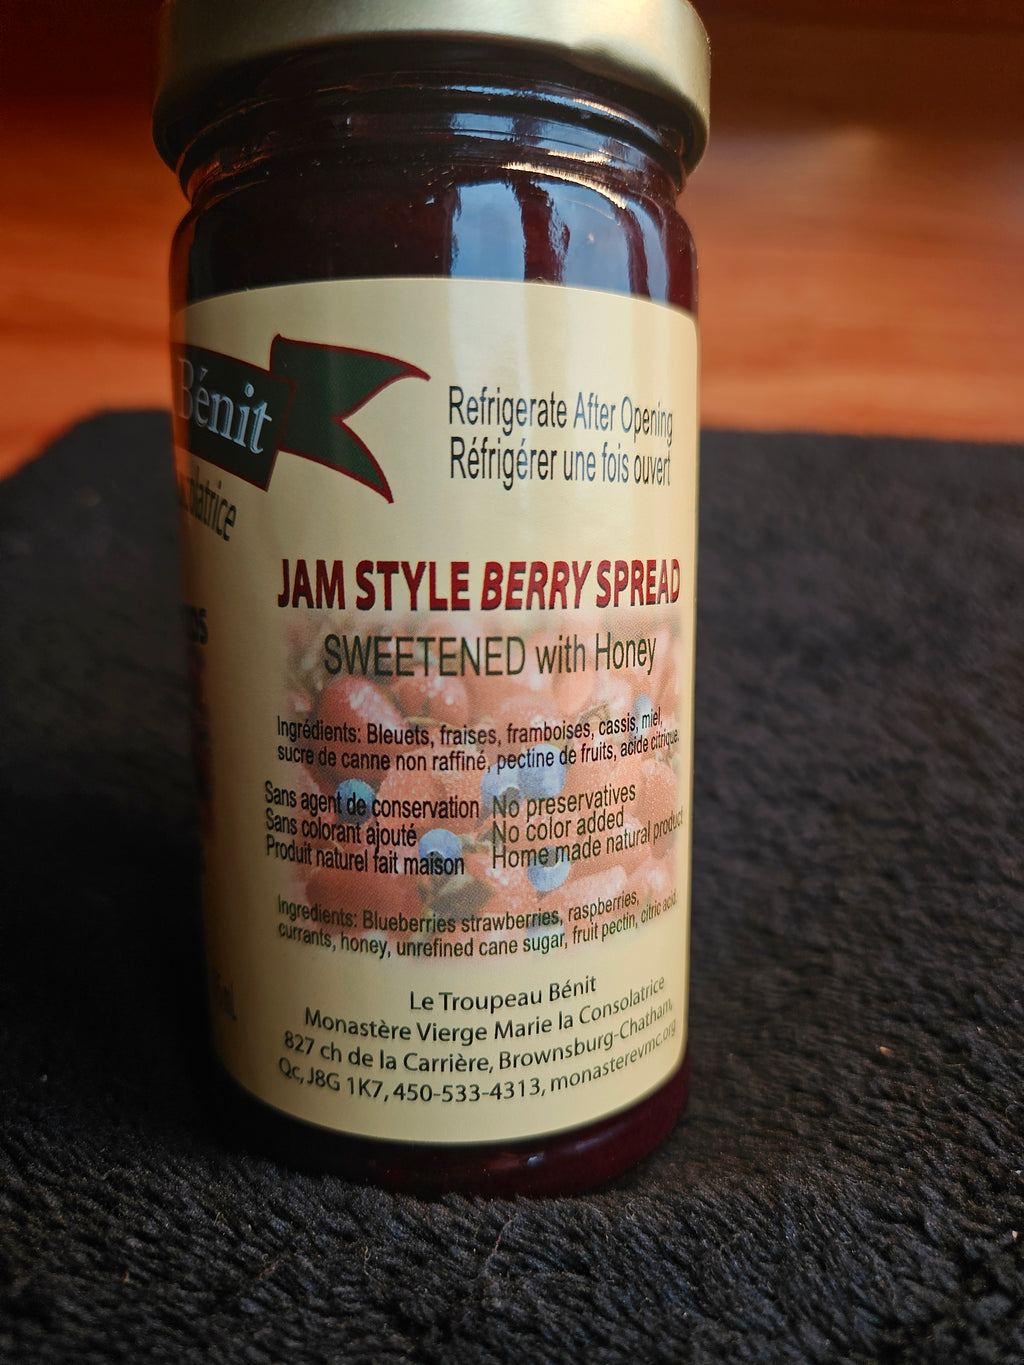 Bénit
Refrigerate After Opening
Réfrigérer une fois ouvert
JAM STYLE BERRY SPREAD
SWEETENED with Honey
Ingrédients: Bleuets, fraises, framboises, cassis, miel,
sucre de canne non raffiné, pectine de fruits, acide citrique.
Sans agent de conservation No preservatives
Sans colorant ajouté No color added
Produit naturel fait maison Home made natural product
Ingredients: Blueberries strawberries, raspberries,
currants, honey, unrefined cane sugar, fruit pectin, citric acid.
Le Troupeau Bénit
Monastère Vierge Marie la Consolatrice
827 ch de la Carrière, Brownsburg-Chatham,
Qc, J8G 1K7, 450-533-4313, monasterevmc.org